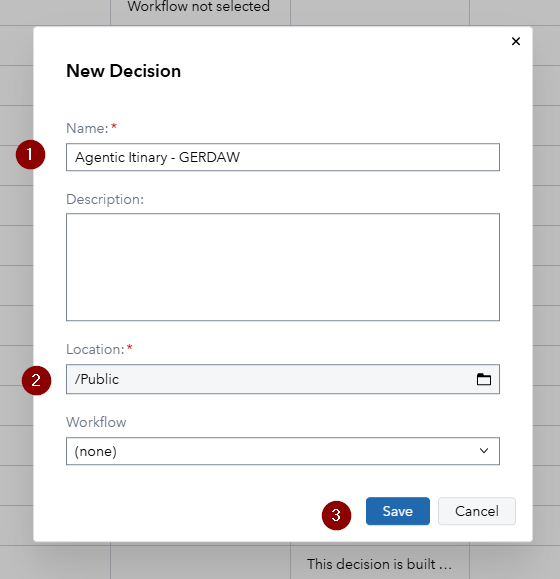 Workflow not selected
New Decision
Name:*
1
Agentic Itinary - GERDAW
Description:
Location:*
2
/Public
Workflow
(none)
3
Save
Cancel
This decision is built ...